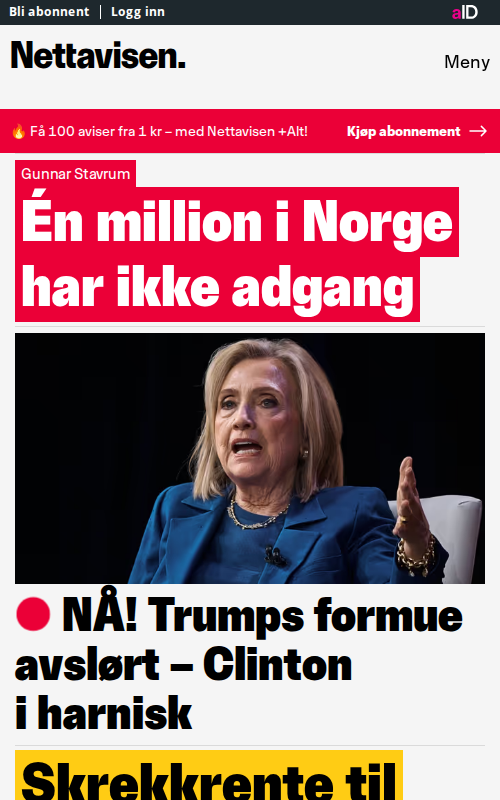 Bli abonnent | Logg inn
aID
Nettavisen.
Meny
🔥 Få 100 aviser fra 1 kr – med Nettavisen +Alt!
Kjøp abonnement →
Gunnar Stavrum
Én million i Norge
har ikke adgang
NÅ! Trumps formue
avslørt – Clinton
i harnisk
Skrekkrente til